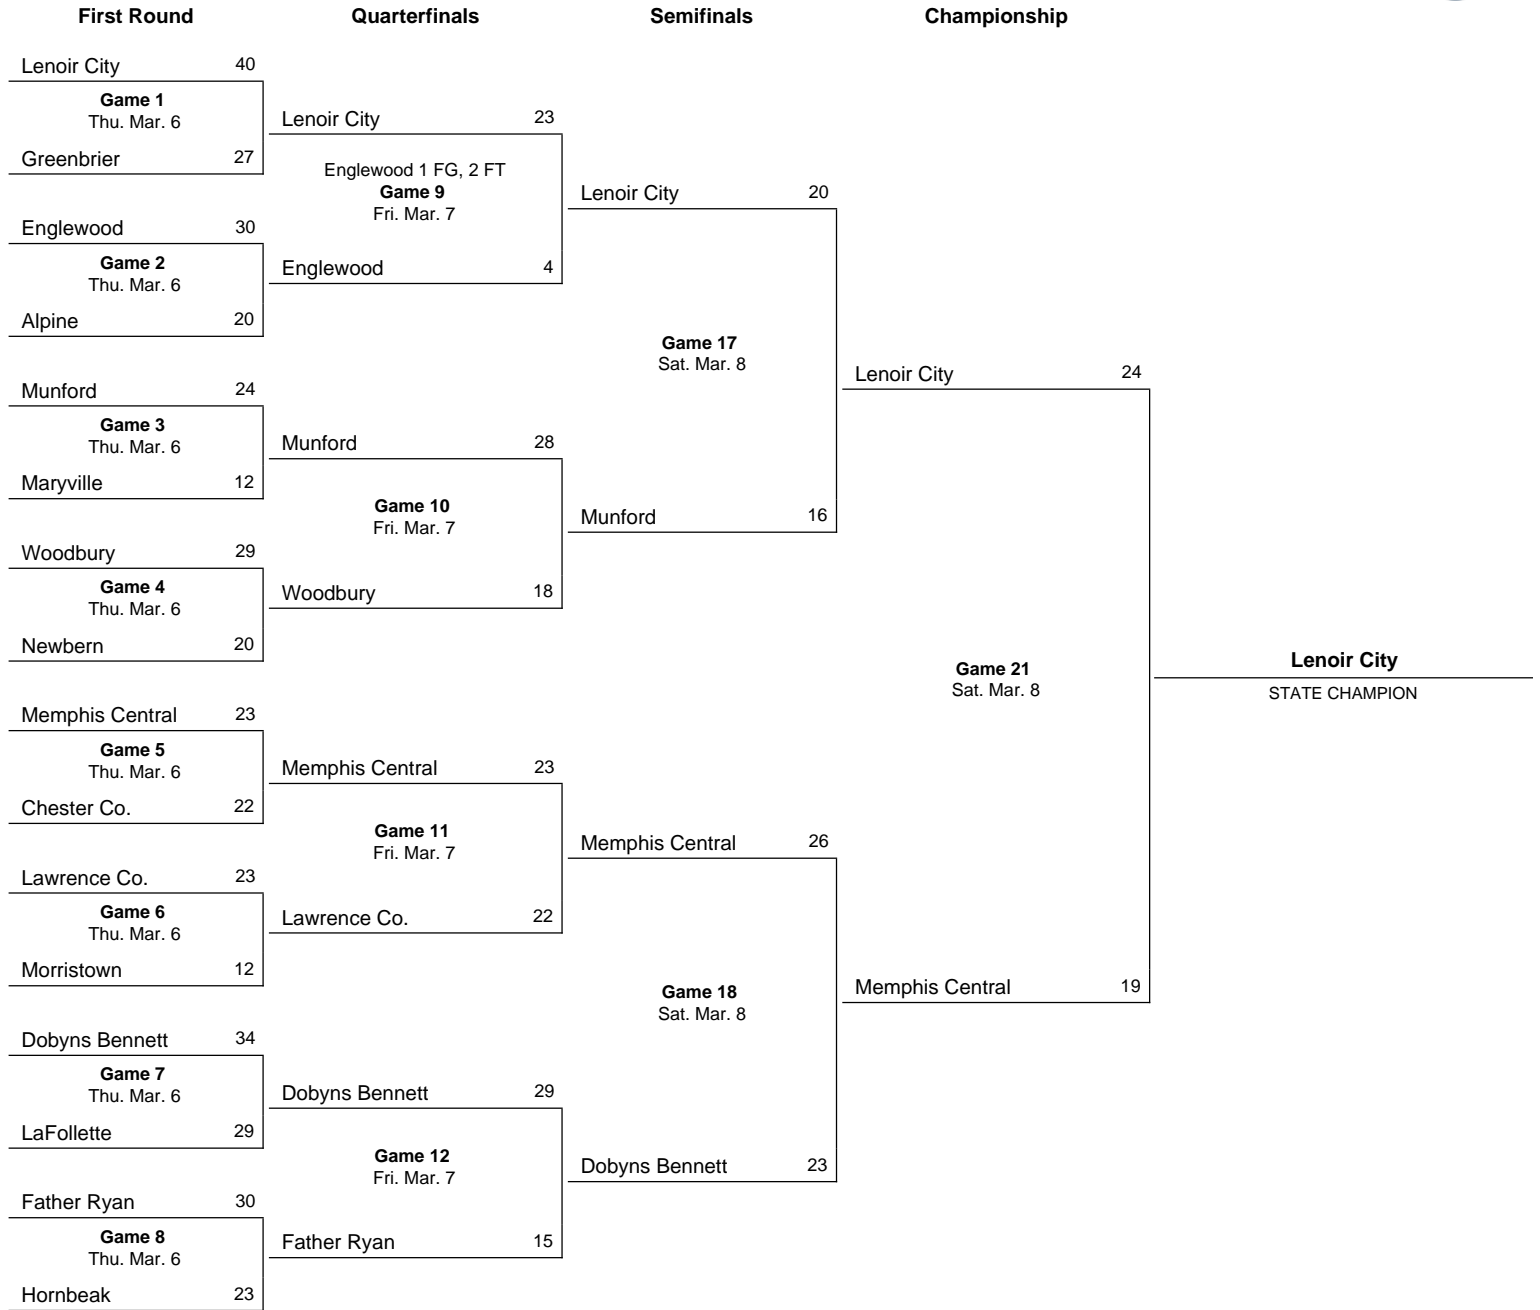 First Round Quarterfinals Semifinals Championship
Lenoir City 40
Game 1
Thu. Mar. 6
Greenbrier 27
Englewood 30
Game 2
Thu. Mar. 6
Alpine 20
Munford 24
Game 3
Thu. Mar. 6
Maryville 12
Woodbury 29
Game 4
Thu. Mar. 6
Newbern 20
Memphis Central 23
Game 5
Thu. Mar. 6
Chester Co. 22
Lawrence Co. 23
Game 6
Thu. Mar. 6
Morristown 12
Dobyns Bennett 34
Game 7
Thu. Mar. 6
LaFollette 29
Father Ryan 30
Game 8
Thu. Mar. 6
Hornbeak 23
Lenoir City 23
Englewood 1 FG, 2 FT
Game 9
Fri. Mar. 7
Englewood 4
Munford 28
Game 10
Fri. Mar. 7
Woodbury 18
Memphis Central 23
Game 11
Fri. Mar. 7
Lawrence Co. 22
Dobyns Bennett 29
Game 12
Fri. Mar. 7
Father Ryan 15
Lenoir City 20
Game 17
Sat. Mar. 8
Munford 16
Memphis Central 26
Game 18
Sat. Mar. 8
Dobyns Bennett 23
Lenoir City 24
Game 21
Sat. Mar. 8
Memphis Central 19
Lenoir City
STATE CHAMPION